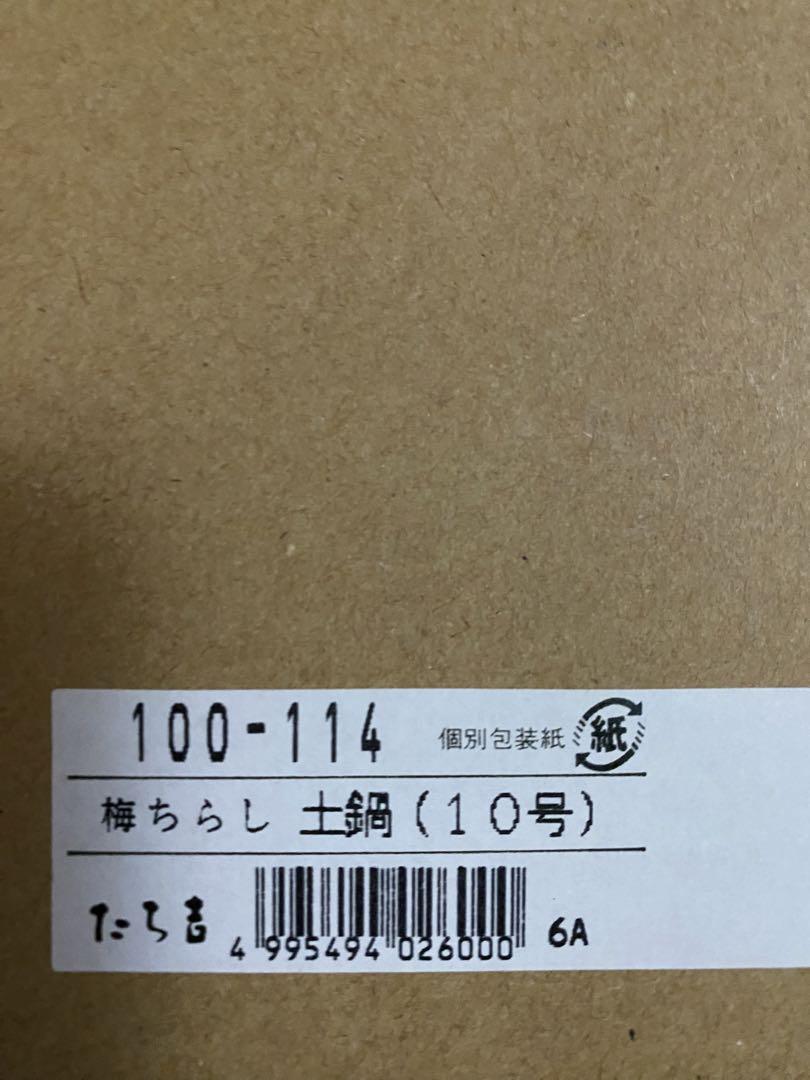 100-114 個別包装紙 紙
梅ちらし 土鍋(10号)
たち吉 4 995494 026000 6A